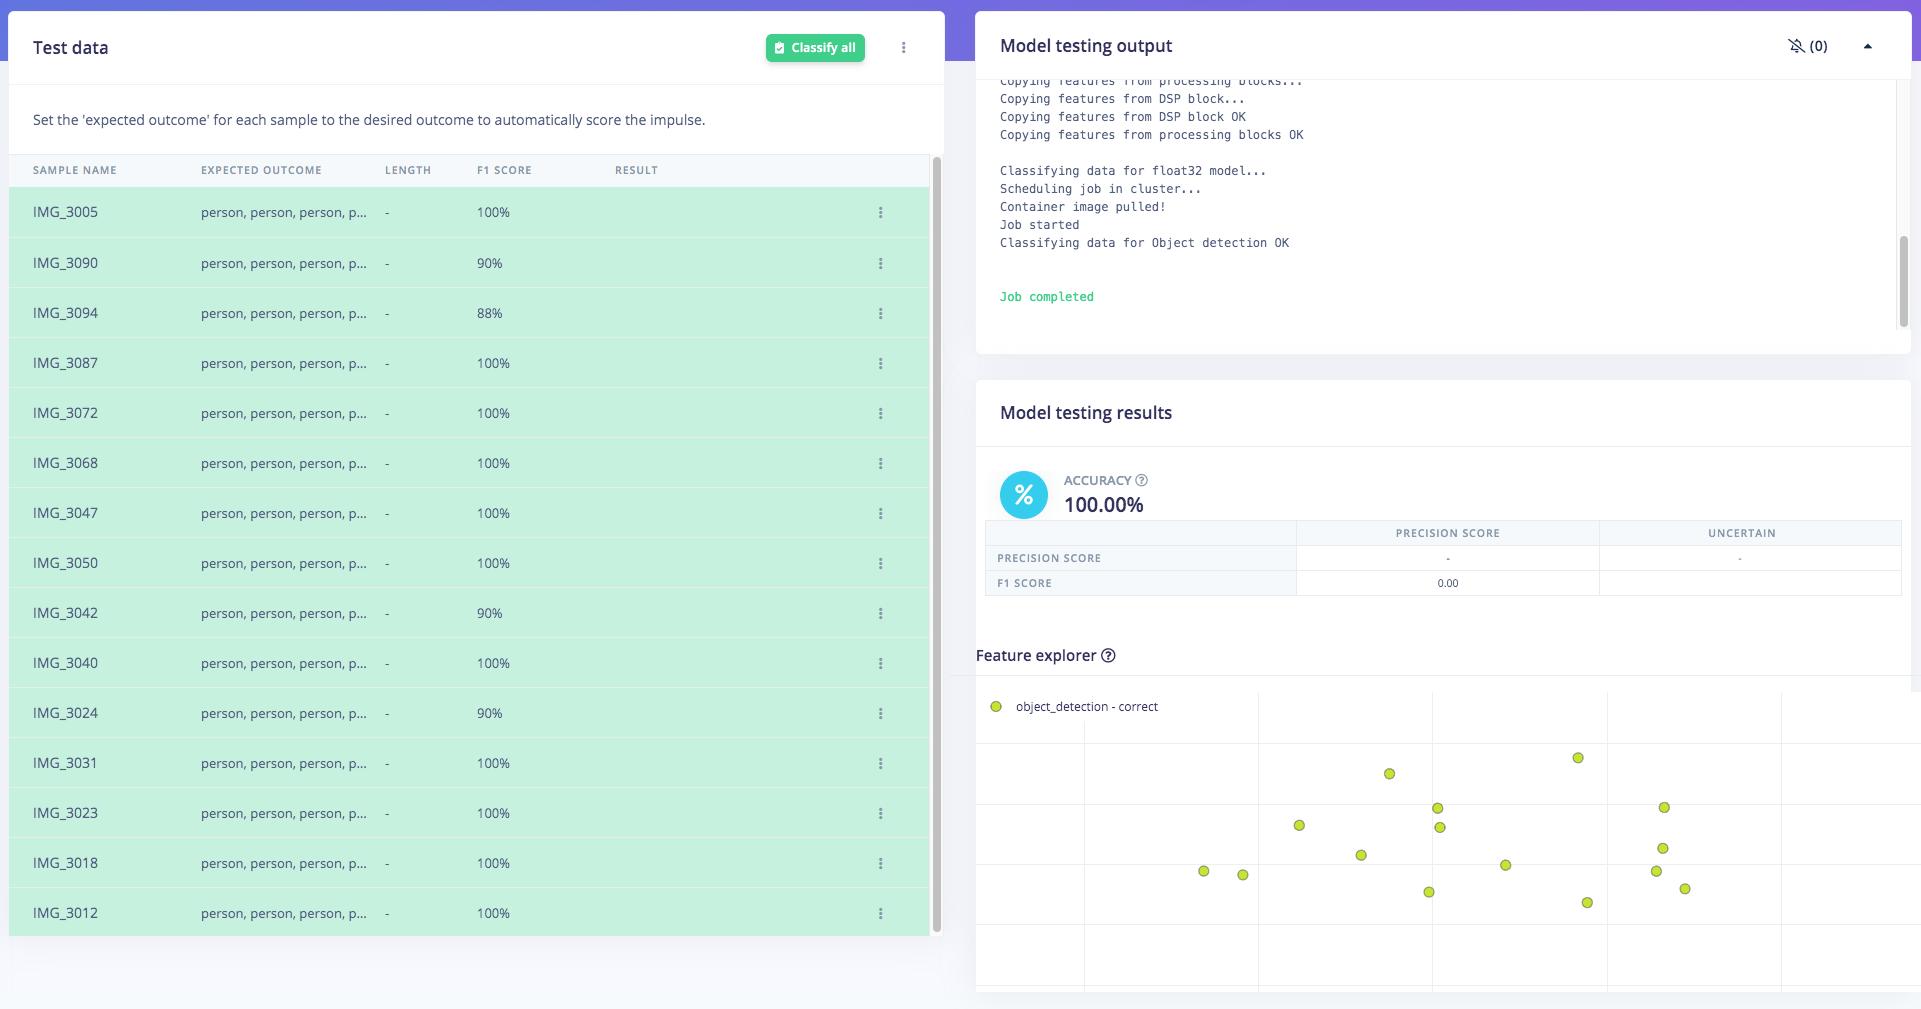 Test data
Classify all
Set the 'expected outcome' for each sample to the desired outcome to automatically score the impulse.
SAMPLE NAME EXPECTED OUTCOME LENGTH F1 SCORE RESULT
IMG_3005 person, person, person, p... - 100%
IMG_3090 person, person, person, p... - 90%
IMG_3094 person, person, person, p... - 88%
IMG_3087 person, person, person, p... - 100%
IMG_3072 person, person, person, p... - 100%
IMG_3068 person, person, person, p... - 100%
IMG_3047 person, person, person, p... - 100%
IMG_3050 person, person, person, p... - 100%
IMG_3042 person, person, person, p... - 90%
IMG_3040 person, person, person, p... - 100%
IMG_3024 person, person, person, p... - 90%
IMG_3031 person, person, person, p... - 100%
IMG_3023 person, person, person, p... - 100%
IMG_3018 person, person, person, p... - 100%
IMG_3012 person, person, person, p... - 100%
Model testing output
(0)
Copying features from processing blocks...
Copying features from DSP block...
Copying features from DSP block OK
Copying features from processing blocks OK
Classifying data for float32 model...
Scheduling job in cluster...
Container image pulled!
Job started
Classifying data for Object detection OK
Job completed
Model testing results
%
ACCURACY ?
100.00%
PRECISION SCORE UNCERTAIN
PRECISION SCORE - -
F1 SCORE 0.00
Feature explorer ?
object_detection - correct